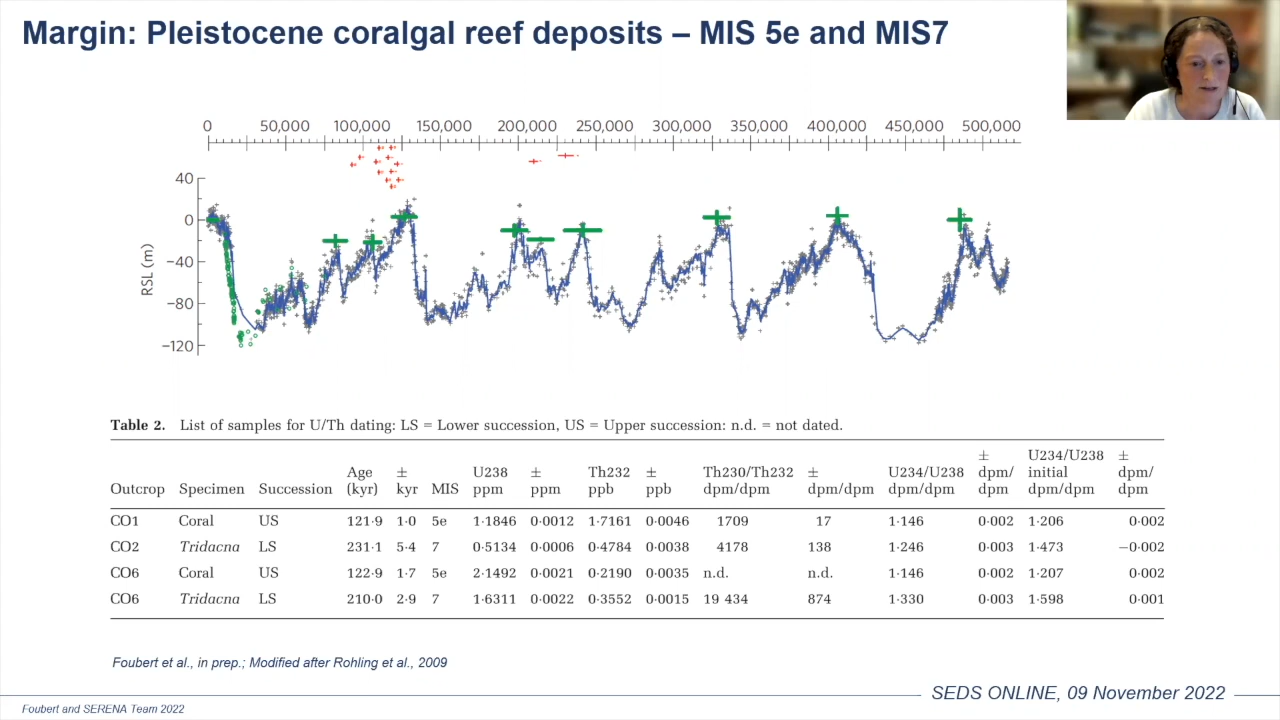 Margin: Pleistocene coralgal reef deposits – MIS 5e and MIS7
0 50,000 100,000 150,000 200,000 250,000 300,000 350,000 400,000 450,000 500,000
40
0
−40
−80
−120
RSL (m)
Table 2. List of samples for U/Th dating: LS = Lower succession, US = Upper succession: n.d. = not dated.
Outcrop Specimen Succession Age (kyr) ± kyr MIS U238 ppm ± ppm Th232 ppb ± ppb Th230/Th232 dpm/dpm ± dpm/dpm U234/U238 dpm/dpm ± dpm/dpm U234/U238 initial dpm/dpm ± dpm/dpm
CO1 Coral US 121·9 1·0 5e 1·1846 0·0012 1·7161 0·0046 1709 17 1·146 0·002 1·206 0·002
CO2 Tridacna LS 231·1 5·4 7 0·5134 0·0006 0·4784 0·0038 4178 138 1·246 0·003 1·473 −0·002
CO6 Coral US 122·9 1·7 5e 2·1492 0·0021 0·2190 0·0035 n.d. n.d. 1·146 0·002 1·207 0·002
CO6 Tridacna LS 210·0 2·9 7 1·6311 0·0022 0·3552 0·0015 19 434 874 1·330 0·003 1·598 0·001
Foubert et al., in prep.; Modified after Rohling et al., 2009
SEDS ONLINE, 09 November 2022
Foubert and SERENA Team 2022